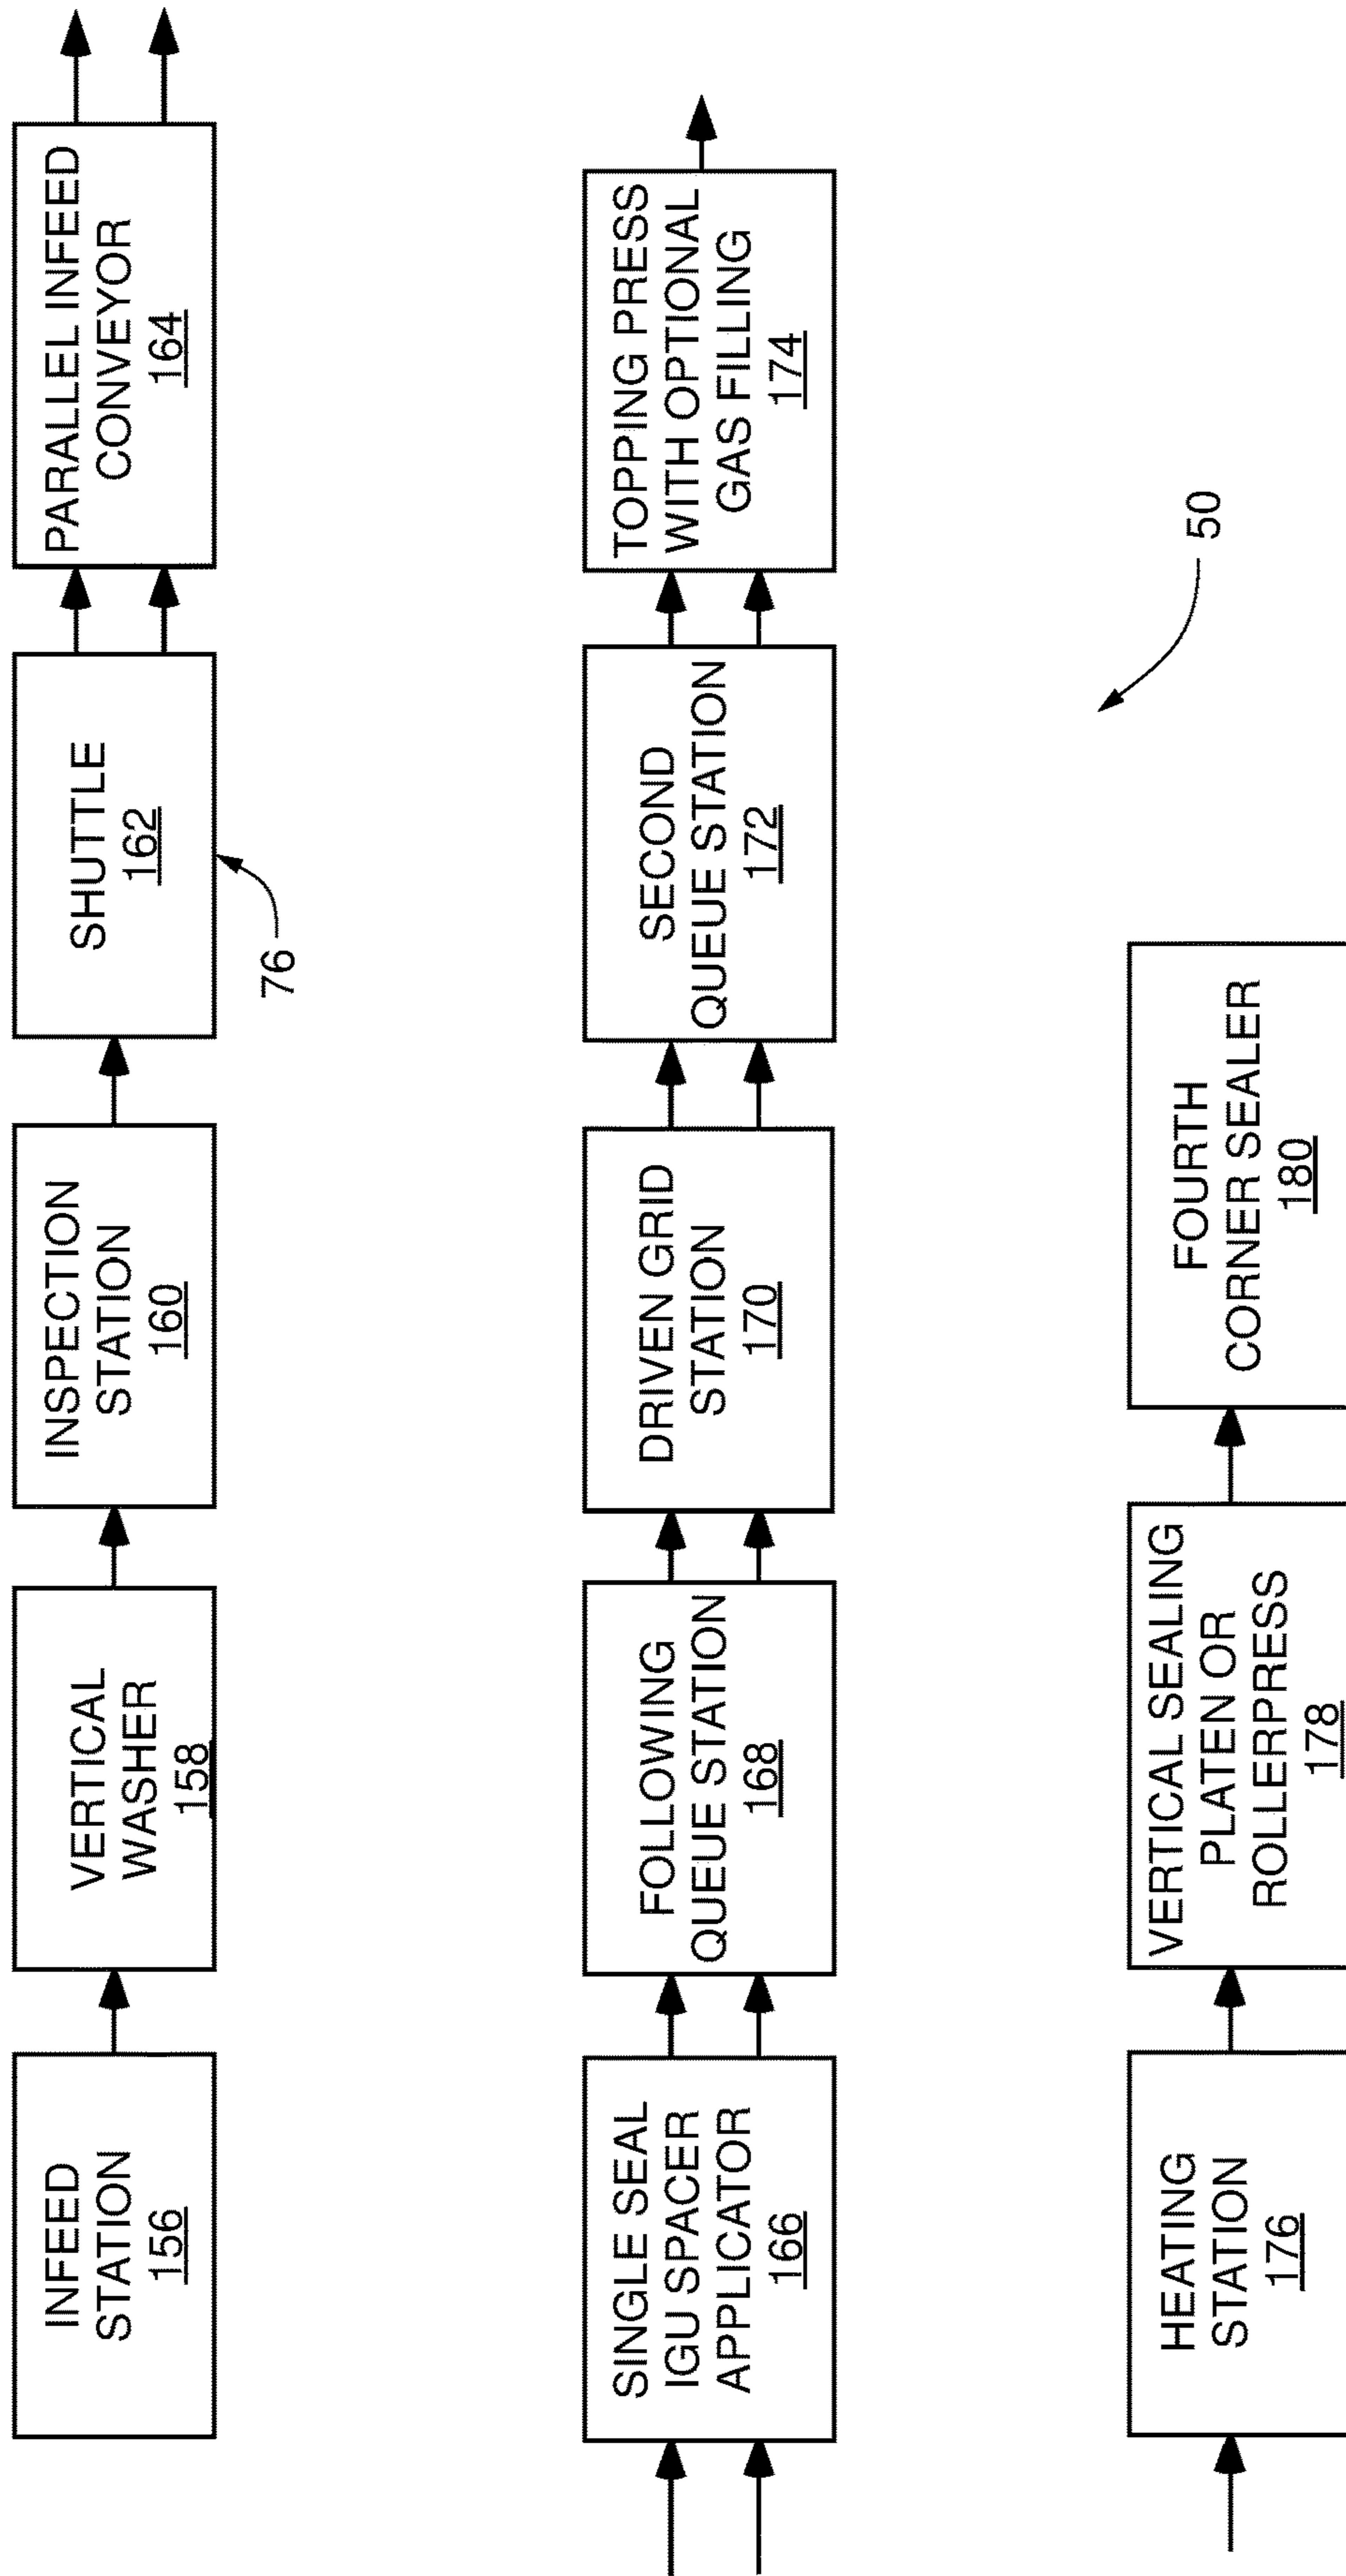 INFEED
STATION
156
VERTICAL
WASHER
158
INSPECTION
STATION
160
SHUTTLE
162
76
PARALLEL INFEED
CONVEYOR
164
SINGLE SEAL
IGU SPACER
APPLICATOR
166
FOLLOWING
QUEUE STATION
168
DRIVEN GRID
STATION
170
SECOND
QUEUE STATION
172
TOPPING PRESS
WITH OPTIONAL
GAS FILLING
174
50
HEATING
STATION
176
VERTICAL SEALING
PLATEN OR
ROLLERPRESS
178
FOURTH
CORNER SEALER
180